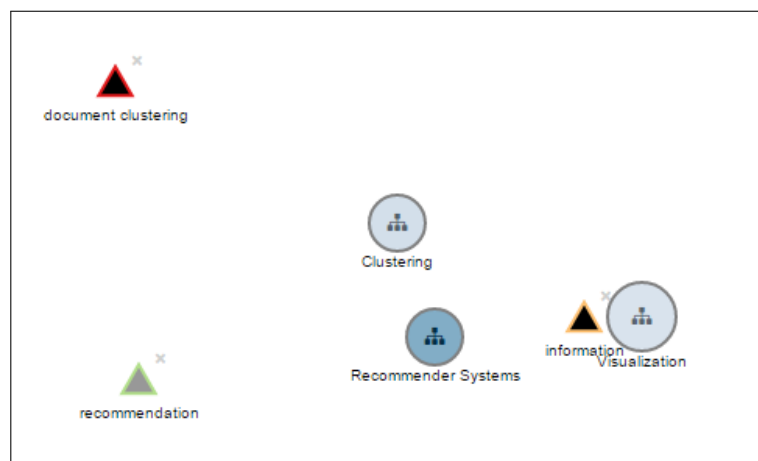 document clustering
Clustering
information
Visualization
Recommender Systems
recommendation